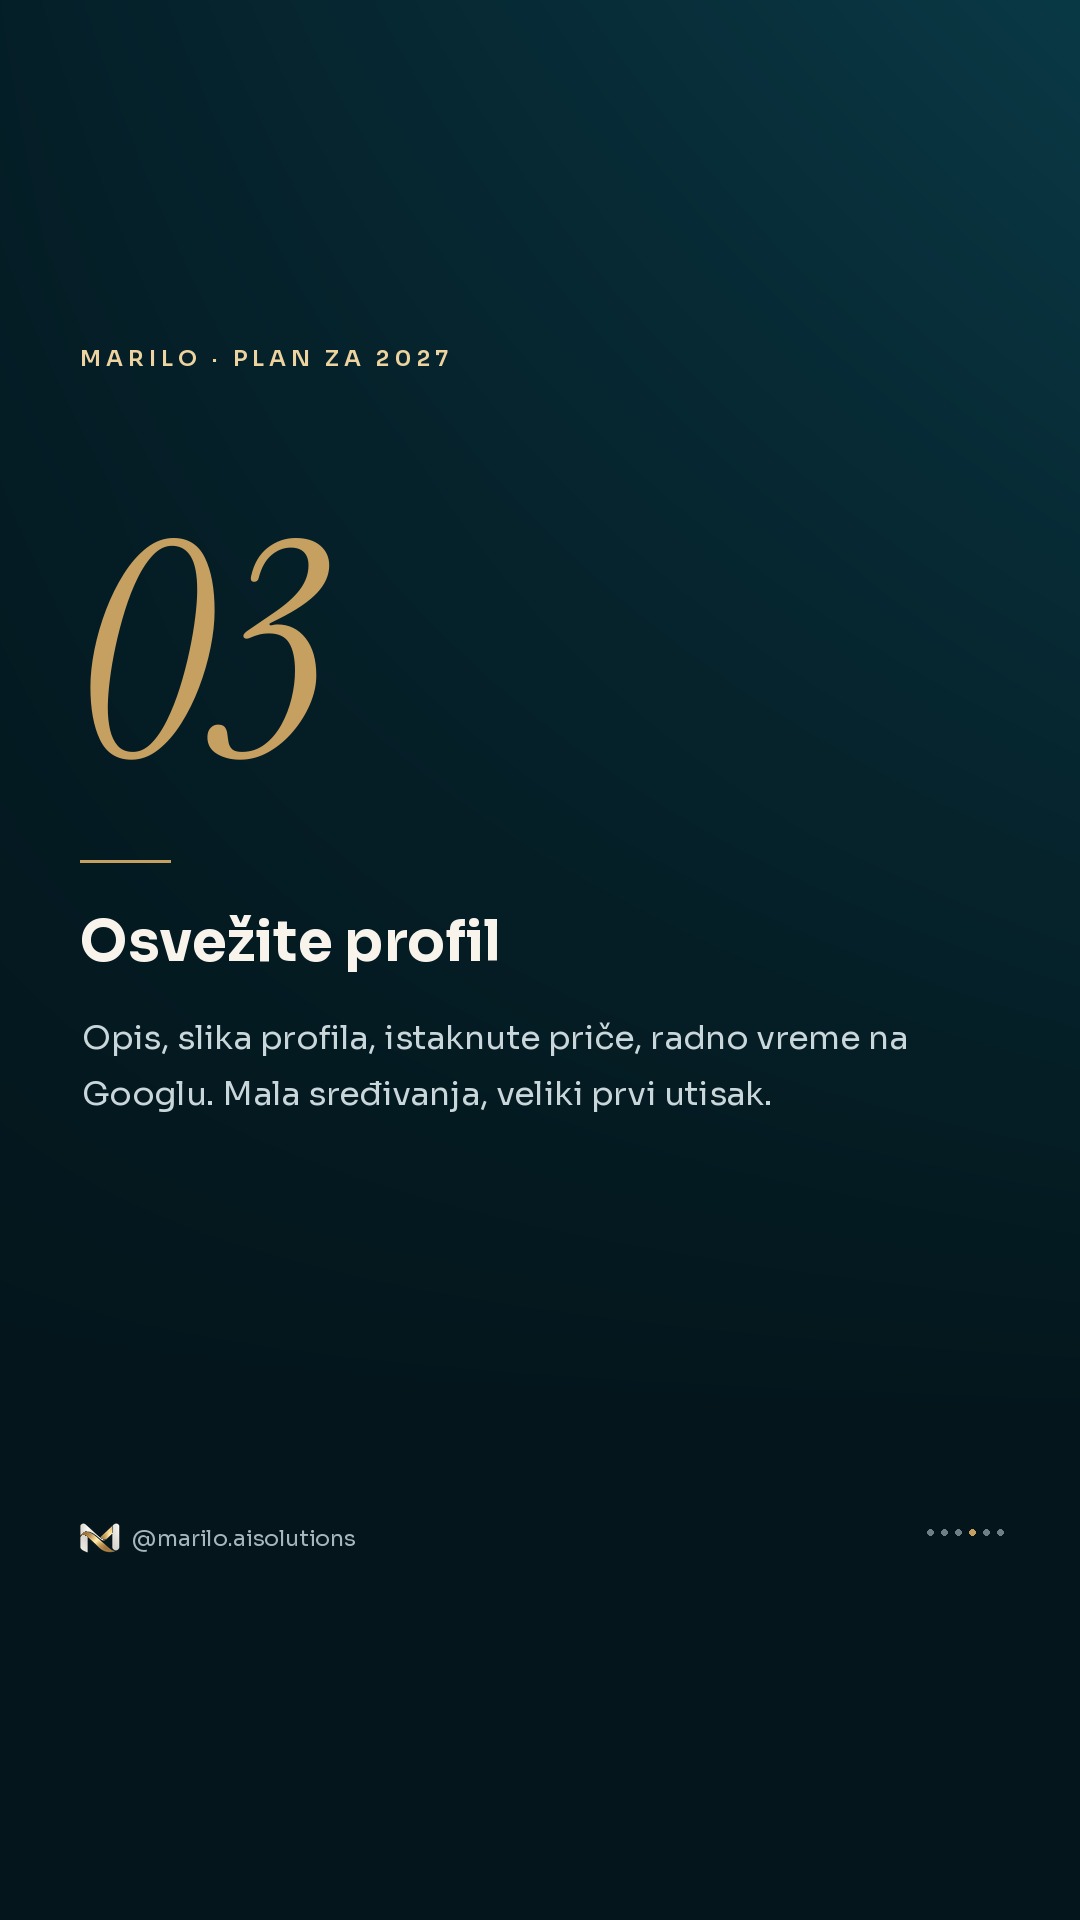 MARILO · PLAN ZA 2027
03
Osvežite profil
Opis, slika profila, istaknute priče, radno vreme na
Googlu. Mala sređivanja, veliki prvi utisak.
@marilo.aisolutions